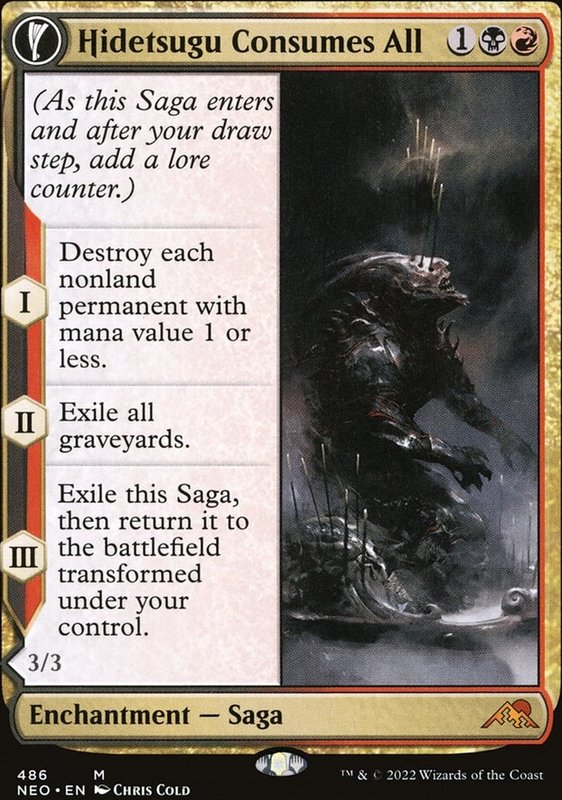 Hidetsugu Consumes All 1
(As this Saga enters
and after your draw
step, add a lore
counter.)
I
Destroy each
nonland
permanent with
mana value 1 or
less.
II
Exile all
graveyards.
III
Exile this Saga,
then return it to
the battlefield
transformed
under your
control.
3/3
Enchantment — Saga
486 M
NEO • EN Chris Cold
™ & © 2022 Wizards of the Coast